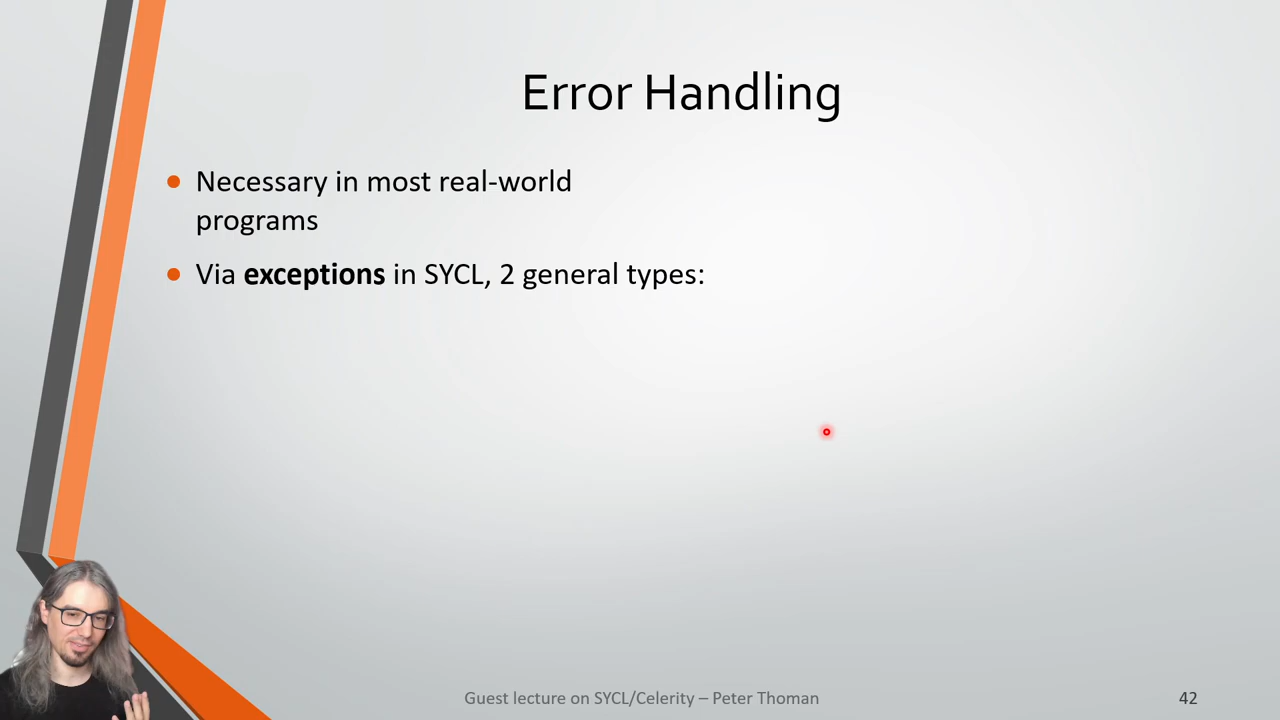 Error Handling
Necessary in most real-world
programs
Via exceptions in SYCL, 2 general types:
Guest lecture on SYCL/Celerity – Peter Thoman
42